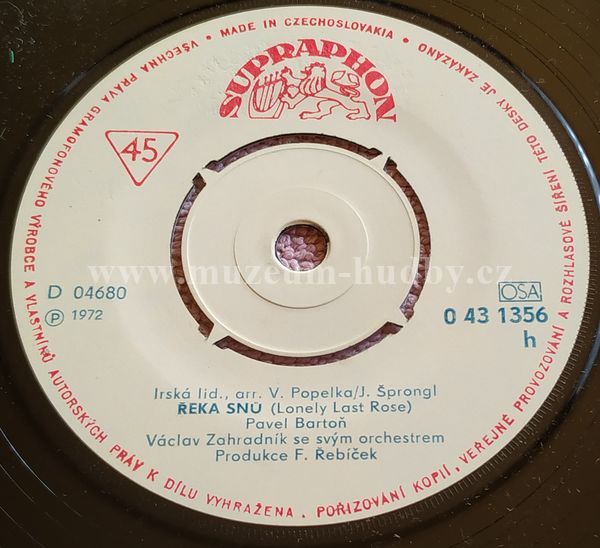 VŠECHNA PRÁVA GRAMOFONOVÉHO VÝROBCE A VLASTNÍKŮ AUTORSKÝCH PRÁV K DÍLU VYHRAŽENA. POŘIZOVÁNÍ KOPIÍ, VEŘEJNÉ PROVOZOVÁNÍ A ROZHLASOVÉ ŠÍŘENÍ TÉTO DESKY JE ZAKÁZÁNO • MADE IN CZECHOSLOVAKIA •
SUPRAPHON
45
www.muzeum-hudby.cz
D 04680
Ⓟ 1972
OSA
0 43 1356
h
Irská lid., arr. V. Popelka/J. Šprongl
ŘEKA SNŮ (Lonely Last Rose)
Pavel Bartoň
Václav Zahradník se svým orchestrem
Produkce F. Řebíček